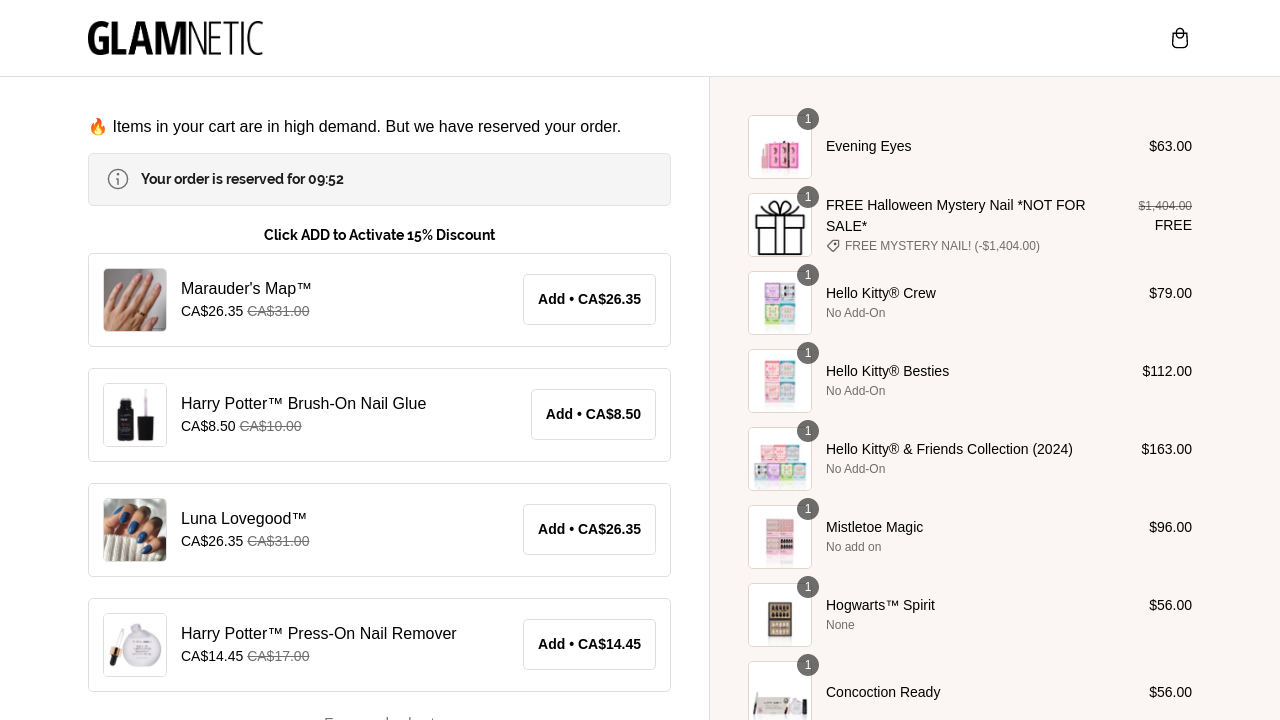 GLAMNETIC
🔥 Items in your cart are in high demand. But we have reserved your order.
Your order is reserved for 09:52
Click ADD to Activate 15% Discount
Marauder's Map™
CA$26.35 CA$31.00
Add • CA$26.35
Harry Potter™ Brush-On Nail Glue
CA$8.50 CA$10.00
Add • CA$8.50
Luna Lovegood™
CA$26.35 CA$31.00
Add • CA$26.35
Harry Potter™ Press-On Nail Remover
CA$14.45 CA$17.00
Add • CA$14.45
1
Evening Eyes
$63.00
1
FREE Halloween Mystery Nail *NOT FOR
SALE*
FREE MYSTERY NAIL! (-$1,404.00)
$1,404.00
FREE
1
Hello Kitty® Crew
No Add-On
$79.00
1
Hello Kitty® Besties
No Add-On
$112.00
1
Hello Kitty® & Friends Collection (2024)
No Add-On
$163.00
1
Mistletoe Magic
No add on
$96.00
1
Hogwarts™ Spirit
None
$56.00
1
Concoction Ready
$56.00